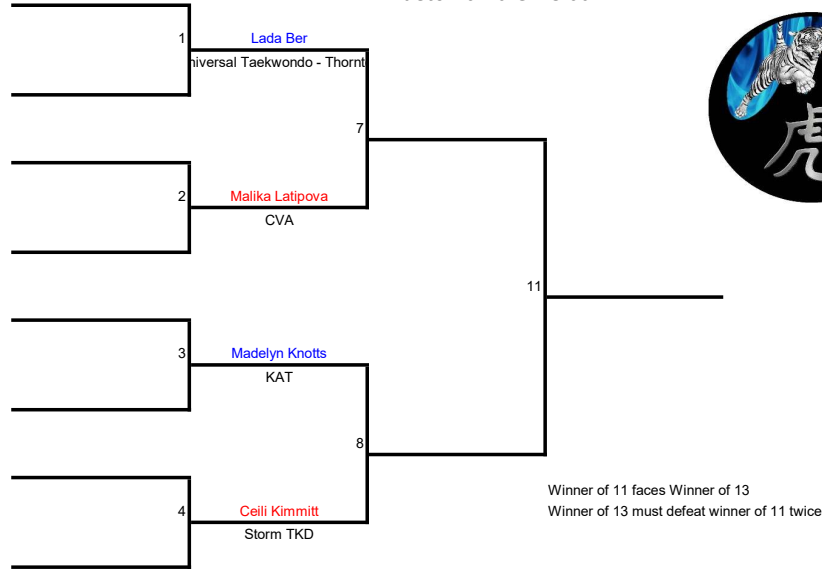 1
Lada Ber
niversal Taekwondo - Thornt
7
2
Malika Latipova
CVA
11
3
Madelyn Knotts
KAT
8
4
Ceili Kimmitt
Storm TKD
Winner of 11 faces Winner of 13
Winner of 13 must defeat winner of 11 twice
虎